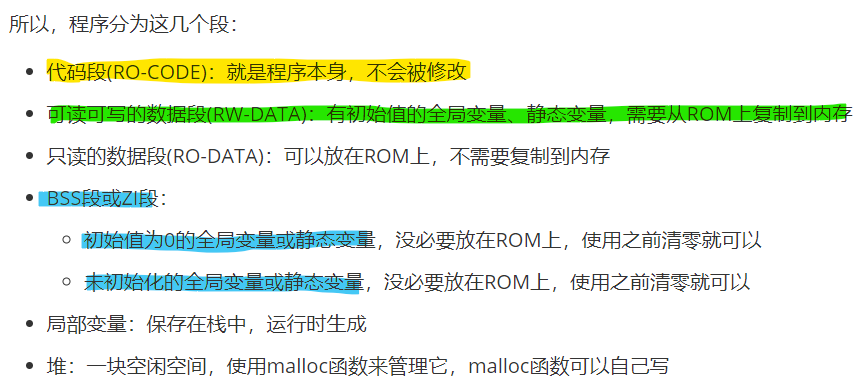 所以，程序分为这几个段：
代码段(RO-CODE)：就是程序本身，不会被修改
可读可写的数据段(RW-DATA)：有初始值的全局变量、静态变量，需要从ROM上复制到内存
只读的数据段(RO-DATA)：可以放在ROM上，不需要复制到内存
BSS段或ZI段：
初始值为0的全局变量或静态变量，没必要放在ROM上，使用之前清零就可以
未初始化的全局变量或静态变量，没必要放在ROM上，使用之前清零就可以
局部变量：保存在栈中，运行时生成
堆：一块空闲空间，使用malloc函数来管理它，malloc函数可以自己写